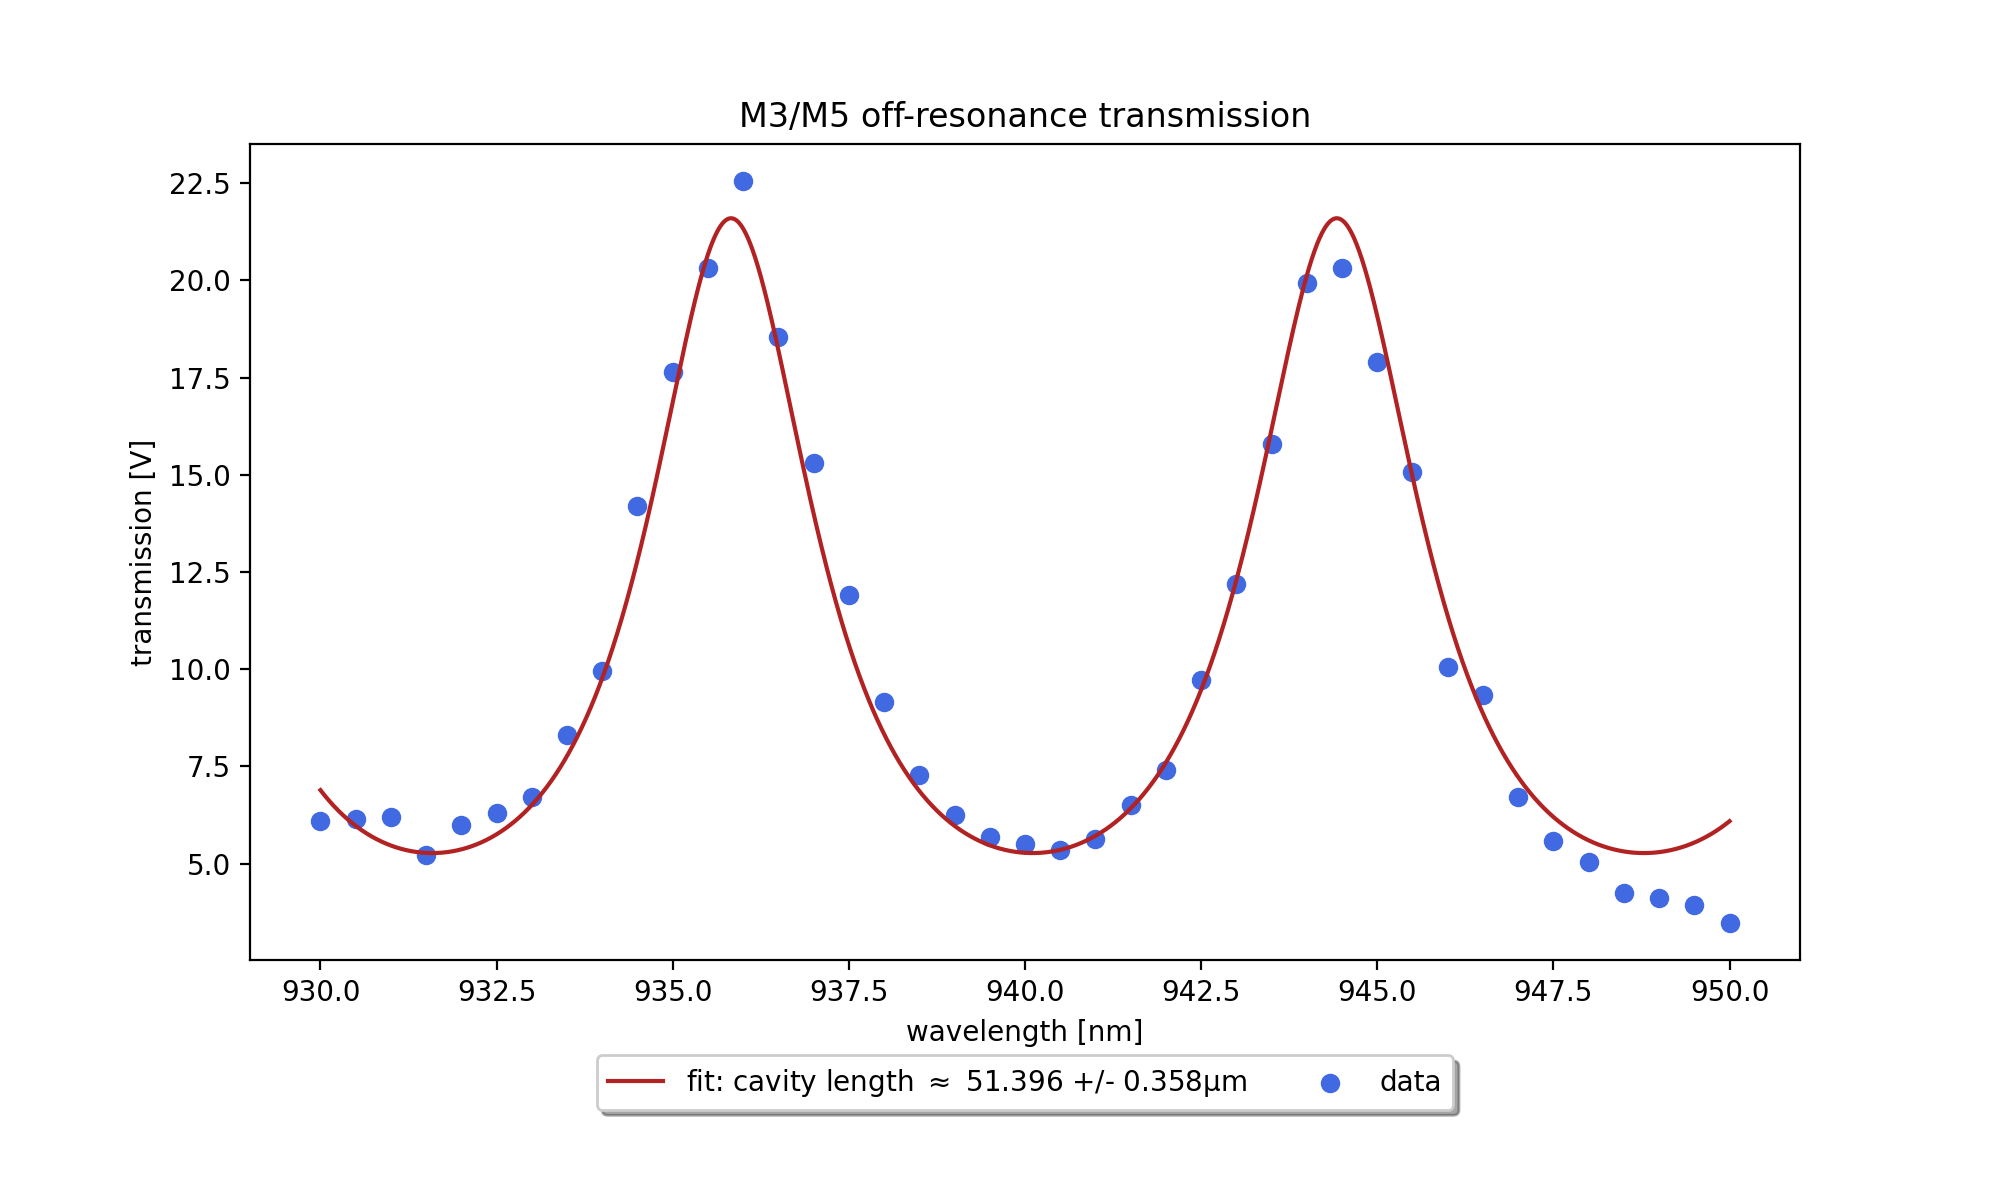 M3/M5 off-resonance transmission
transmission [V]
22.5
20.0
17.5
15.0
12.5
10.0
7.5
5.0
930.0 932.5 935.0 937.5 940.0 942.5 945.0 947.5 950.0
wavelength [nm]
fit: cavity length ≈ 51.396 +/- 0.358μm data